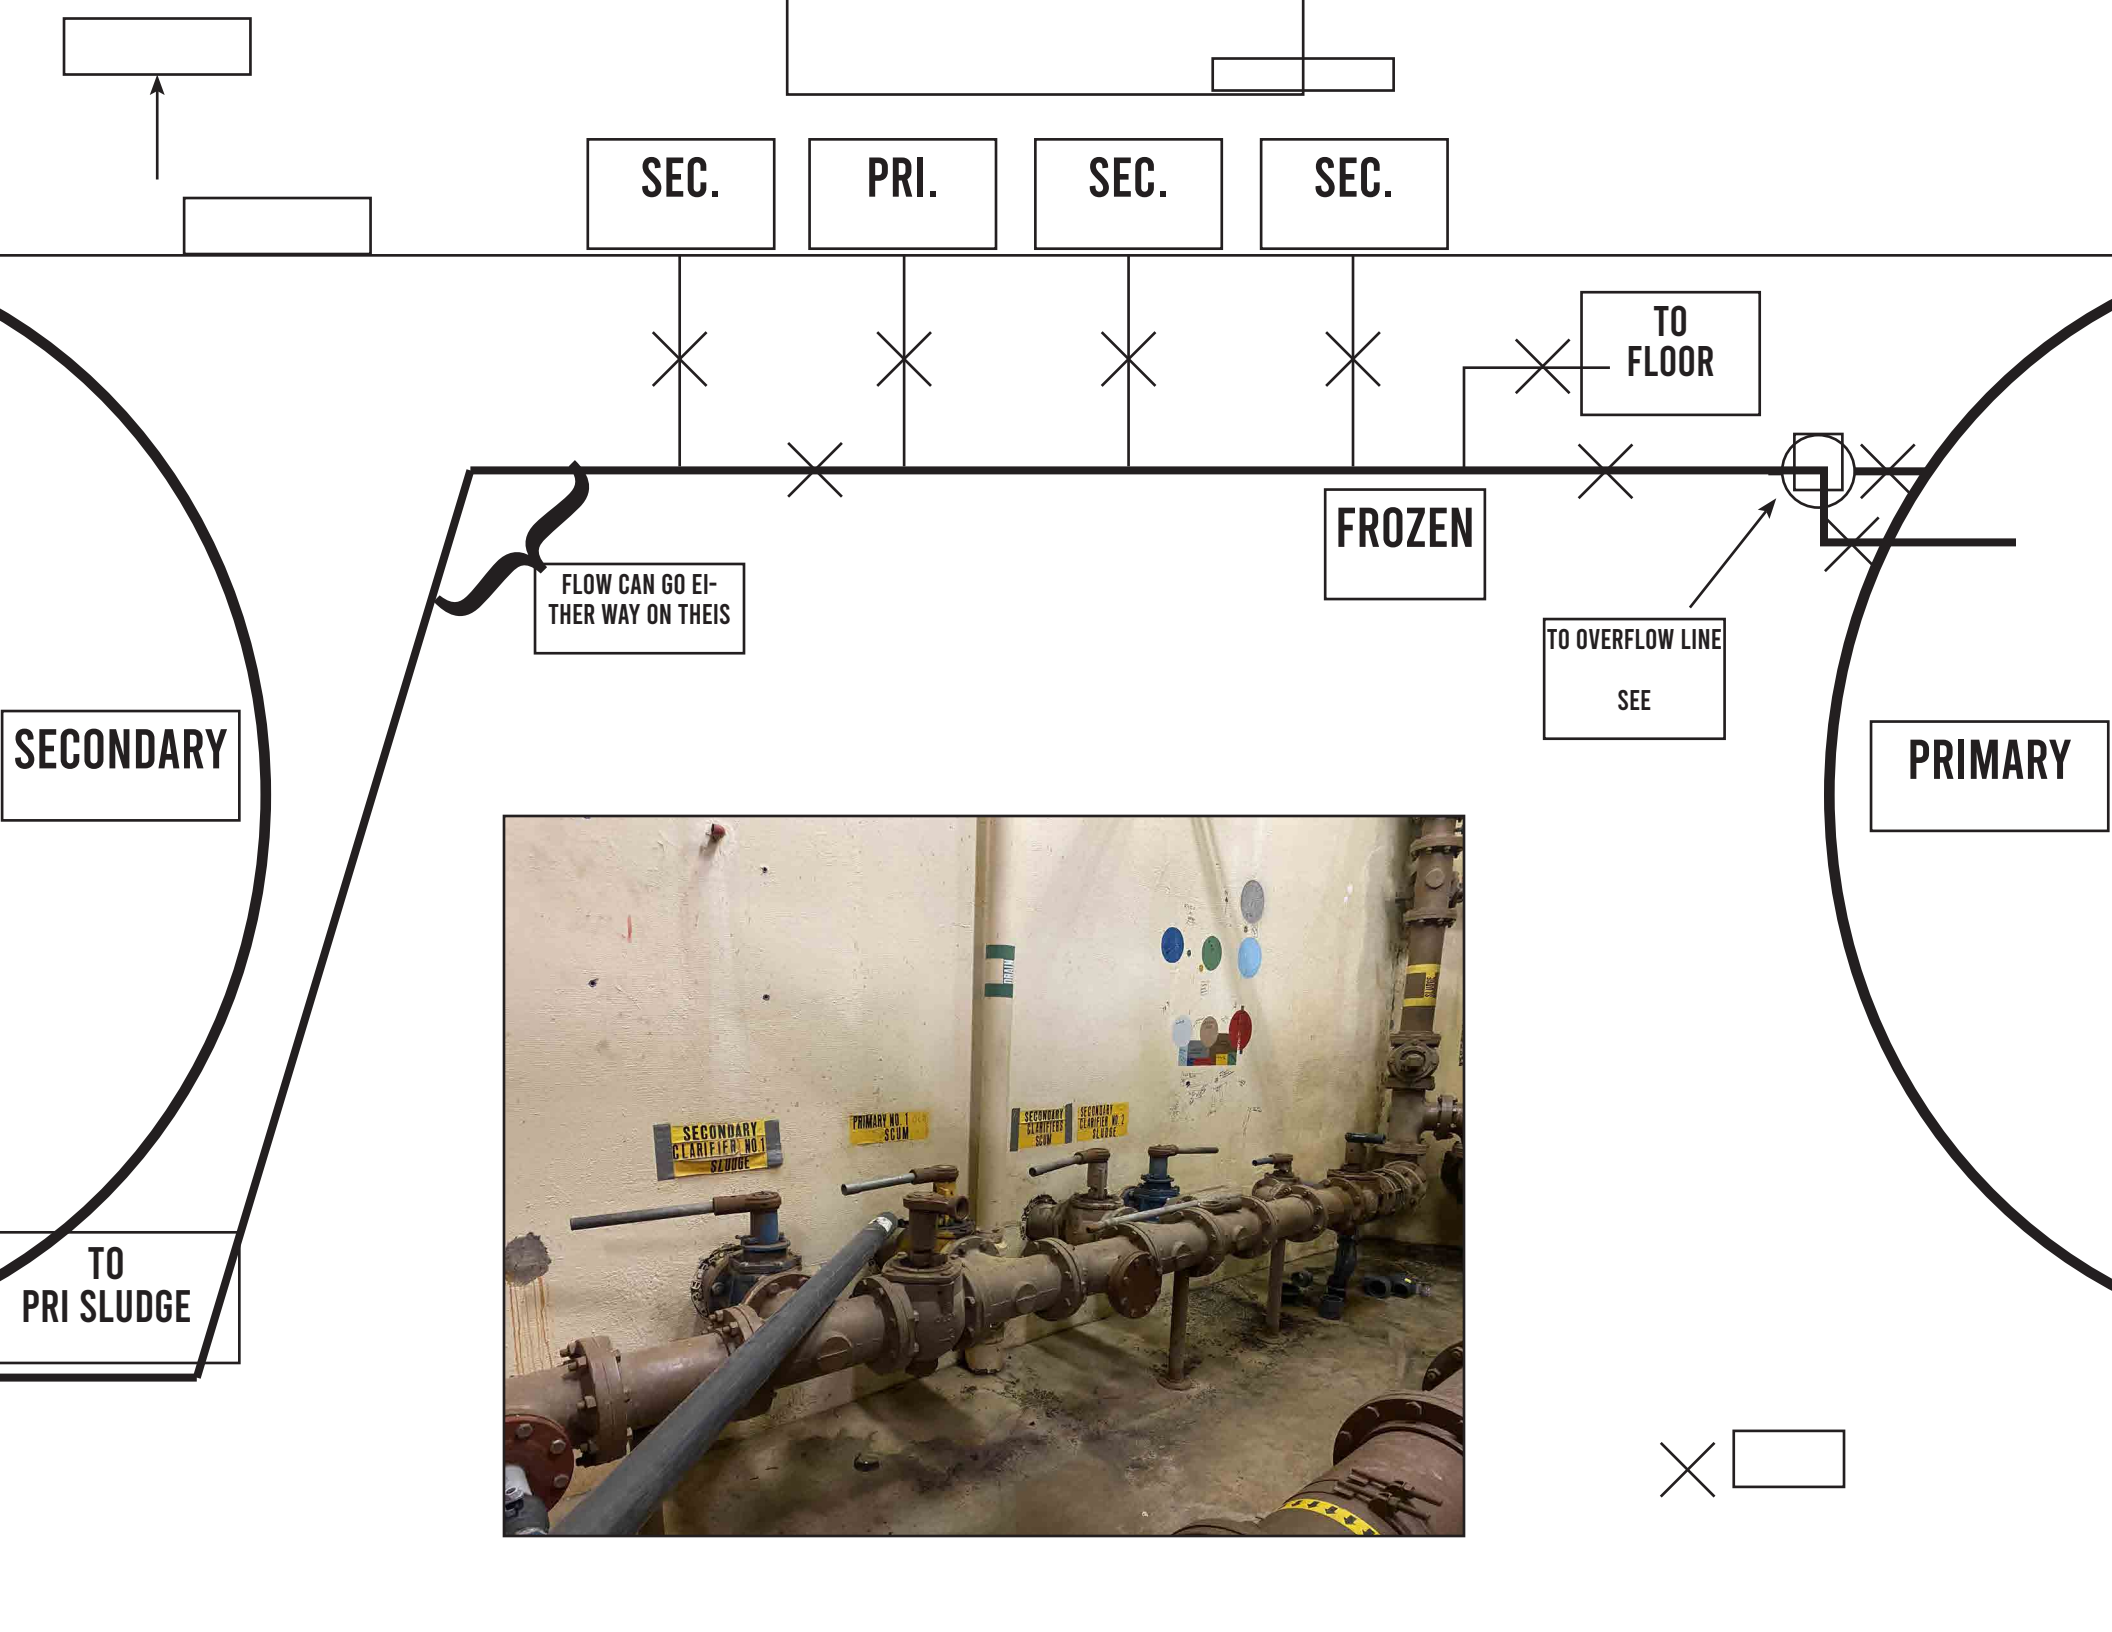 SEC.
PRI.
SEC.
SEC.
TO
FLOOR
FROZEN
FLOW CAN GO EI-
THER WAY ON THEIS
TO OVERFLOW LINE
SEE
SECONDARY
PRIMARY
TO
PRI SLUDGE
DRAIN
SLUDGE
SECONDARY
CLARIFIER NO.1
SLUDGE
PRIMARY NO. 1
SCUM
SECONDARY
CLARIFIERS
SCUM
SECONDARY
CLARIFIER NO. 2
SLUDGE